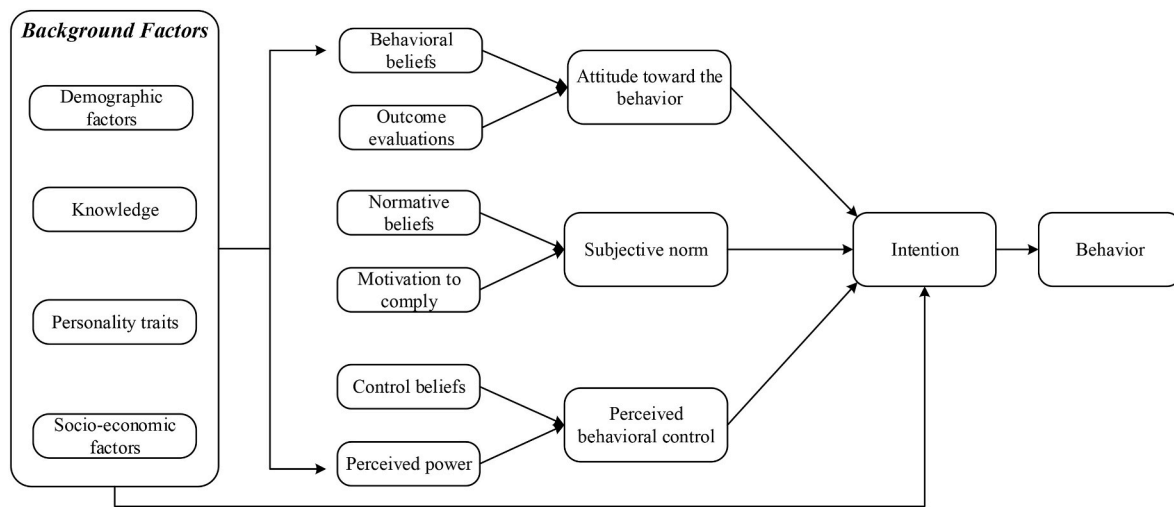 Background Factors
Demographic
factors
Knowledge
Personality traits
Socio-economic
factors
Behavioral
beliefs
Outcome
evaluations
Normative
beliefs
Motivation to
comply
Control beliefs
Perceived power
Attitude toward the
behavior
Subjective norm
Perceived
behavioral control
Intention
Behavior